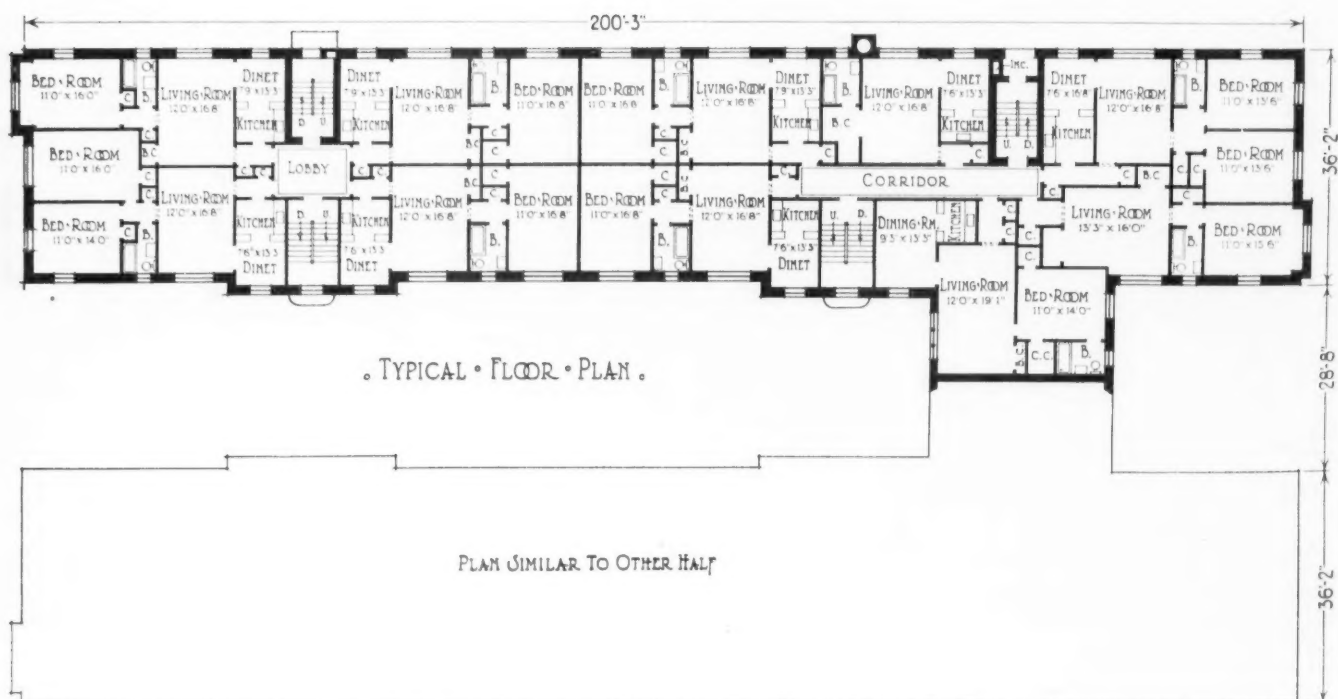 200'-3"
BED·ROOM
11'0" x 16'0"
C.
B.
LIVING·ROOM
12'0" x 16'8"
DINET
7'9" x 13'3"
KITCHEN
D. U.
DINET
7'9" x 13'3"
KITCHEN
LIVING·ROOM
12'0" x 16'8"
B.
BED·ROOM
11'0" x 16'8"
BED·ROOM
11'0" x 16'8"
B.
LIVING·ROOM
12'0" x 16'8"
DINET
7'9" x 13'3"
KITCHEN
B.
B.C
LIVING·ROOM
12'0" x 16'8"
DINET
7'6" x 13'3"
KITCHEN
INC.
U. D.
DINET
7'6" x 16'8"
KITCHEN
LIVING·ROOM
12'0" x 16'8"
B.
BED·ROOM
11'0" x 13'6"
36'-2"
BED·ROOM
11'0" x 16'0"
C.
B.C
C.
C.
LOBBY
C.
C.
B.C
C.
C.
C.
B.C
C.
CORRIDOR
C.
C.
B.C
C.
C.
BED·ROOM
11'0" x 13'6"
BED·ROOM
11'0" x 14'0"
C.
B.
LIVING·ROOM
12'0" x 16'8"
KITCHEN
7'6" x 13'3"
DINET
D. U.
KITCHEN
7'6" x 13'3"
DINET
LIVING·ROOM
12'0" x 16'8"
B.C
C.
B.
BED·ROOM
11'0" x 16'8"
BED·ROOM
11'0" x 16'8"
C.
B.C
B.
LIVING·ROOM
12'0" x 16'8"
KITCHEN
7'6" x 13'3"
DINET
U. D.
DINING·RM.
9'3" x 13'3"
KITCHEN
C.
C.
C.
C.
LIVING·ROOM
13'3" x 16'0"
C.
B.
BED·ROOM
11'0" x 15'6"
LIVING·ROOM
12'0" x 19'1"
BED·ROOM
11'0" x 14'0"
B.C
C.C.
B.
28'-8"
TYPICAL · FLOOR · PLAN
PLAN SIMILAR TO OTHER HALF
36'-2"